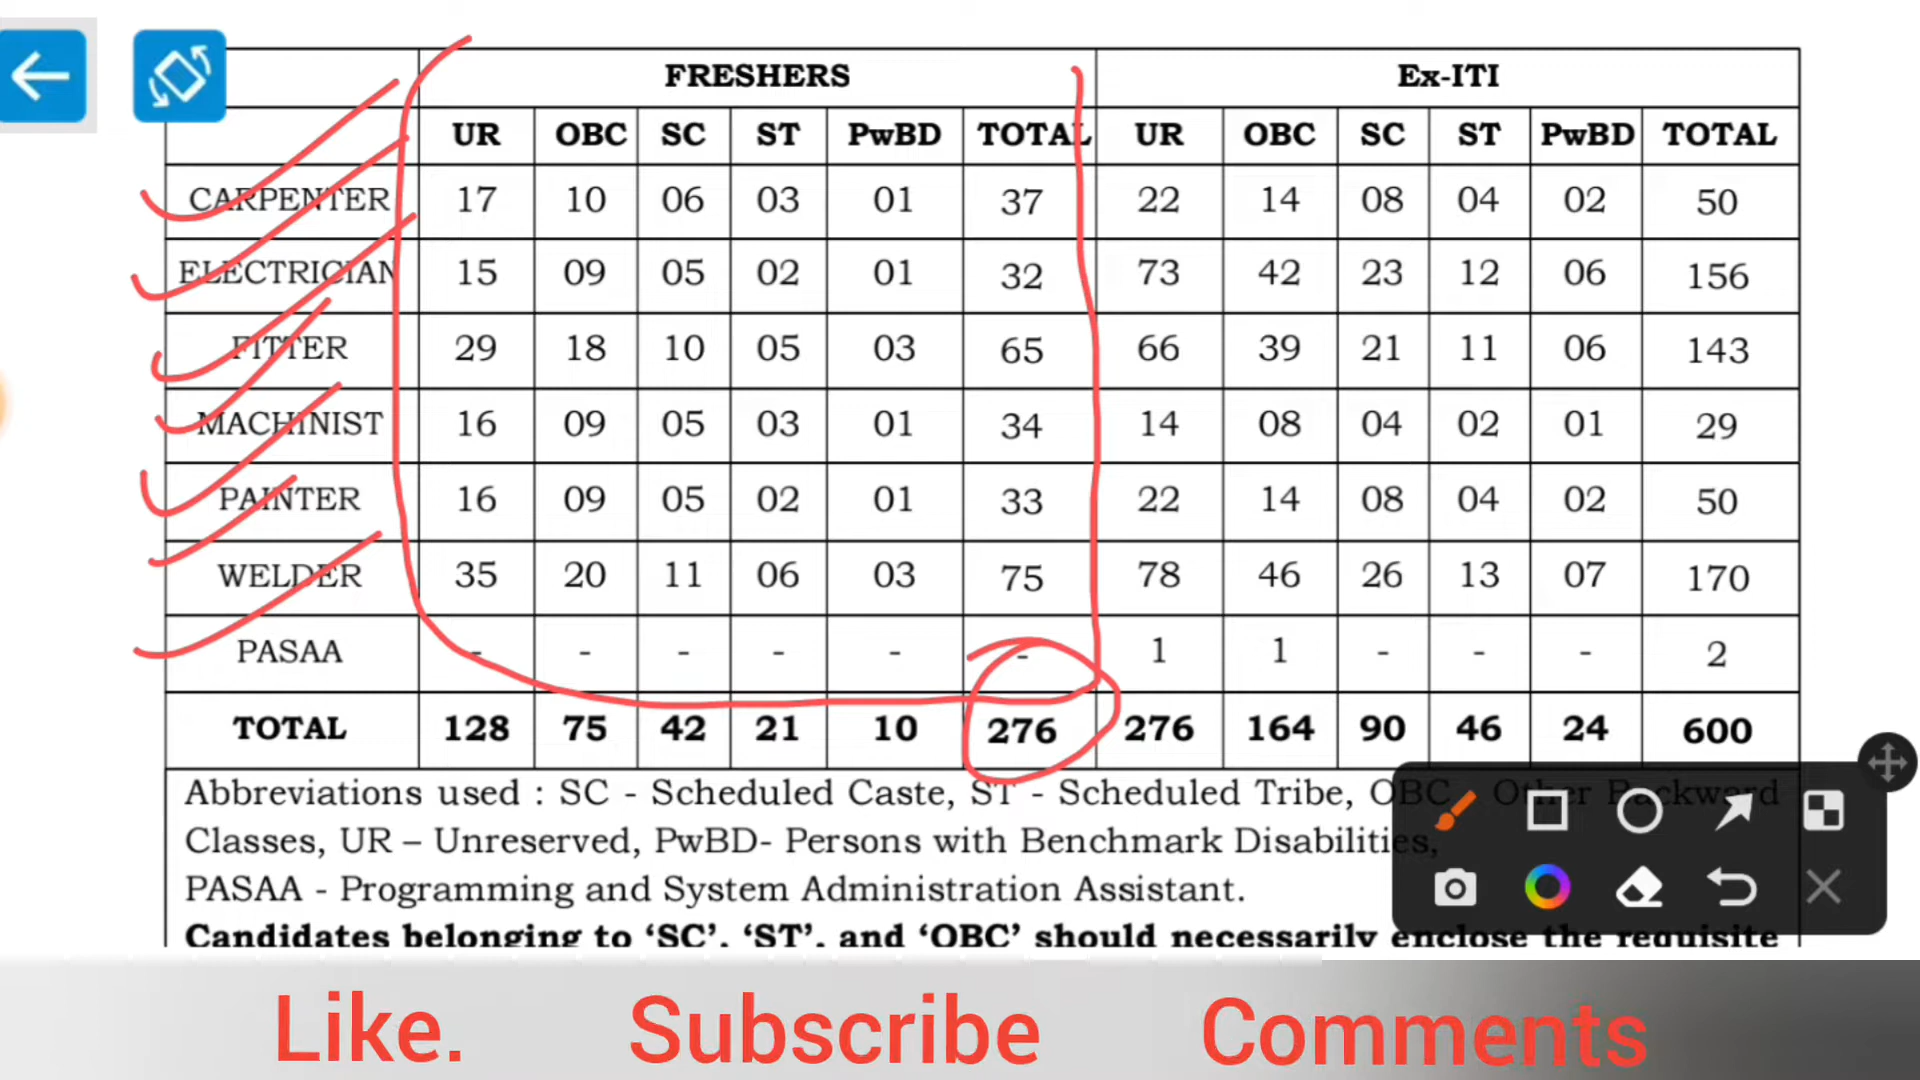 FRESHERS Ex-ITI
UR OBC SC ST PwBD TOTAL UR OBC SC ST PwBD TOTAL
CARPENTER 17 10 06 03 01 37 22 14 08 04 02 50
ELECTRICIAN 15 09 05 02 01 32 73 42 23 12 06 156
FITTER 29 18 10 05 03 65 66 39 21 11 06 143
MACHINIST 16 09 05 03 01 34 14 08 04 02 01 29
PAINTER 16 09 05 02 01 33 22 14 08 04 02 50
WELDER 35 20 11 06 03 75 78 46 26 13 07 170
PASAA - - - - - - 1 1 - - - 2
TOTAL 128 75 42 21 10 276 276 164 90 46 24 600
Abbreviations used : SC - Scheduled Caste, ST - Scheduled Tribe, OBC - Other Backward
Classes, UR – Unreserved, PwBD- Persons with Benchmark Disabilities,
PASAA - Programming and System Administration Assistant.
Candidates belonging to ‘SC’, ‘ST’, and ‘OBC’ should necessarily enclose the requisite
Like. Subscribe Comments